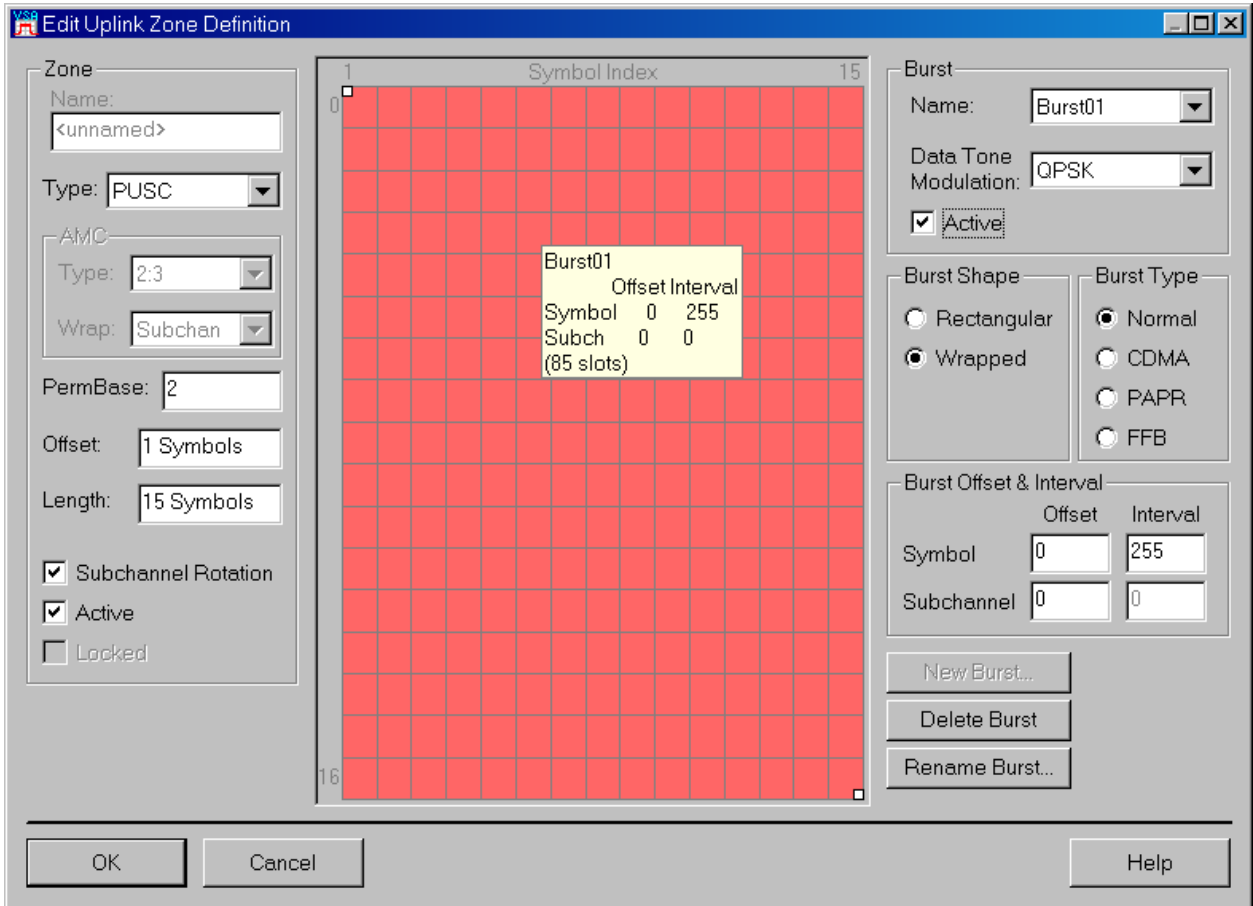 VSA
Edit Uplink Zone Definition
Zone
Name:
<unnamed>
Type: PUSC
AMC
Type: 2:3
Wrap: Subchan
PermBase: 2
Offset: 1 Symbols
Length: 15 Symbols
Subchannel Rotation
Active
Locked
1 Symbol Index 15
0
16
Burst01
Offset Interval
Symbol 0 255
Subch 0 0
(85 slots)
Burst
Name: Burst01
Data Tone
Modulation: QPSK
Active
Burst Shape
Rectangular
Wrapped
Burst Type
Normal
CDMA
PAPR
FFB
Burst Offset & Interval
Offset Interval
Symbol 0 255
Subchannel 0 0
New Burst...
Delete Burst
Rename Burst...
OK
Cancel
Help